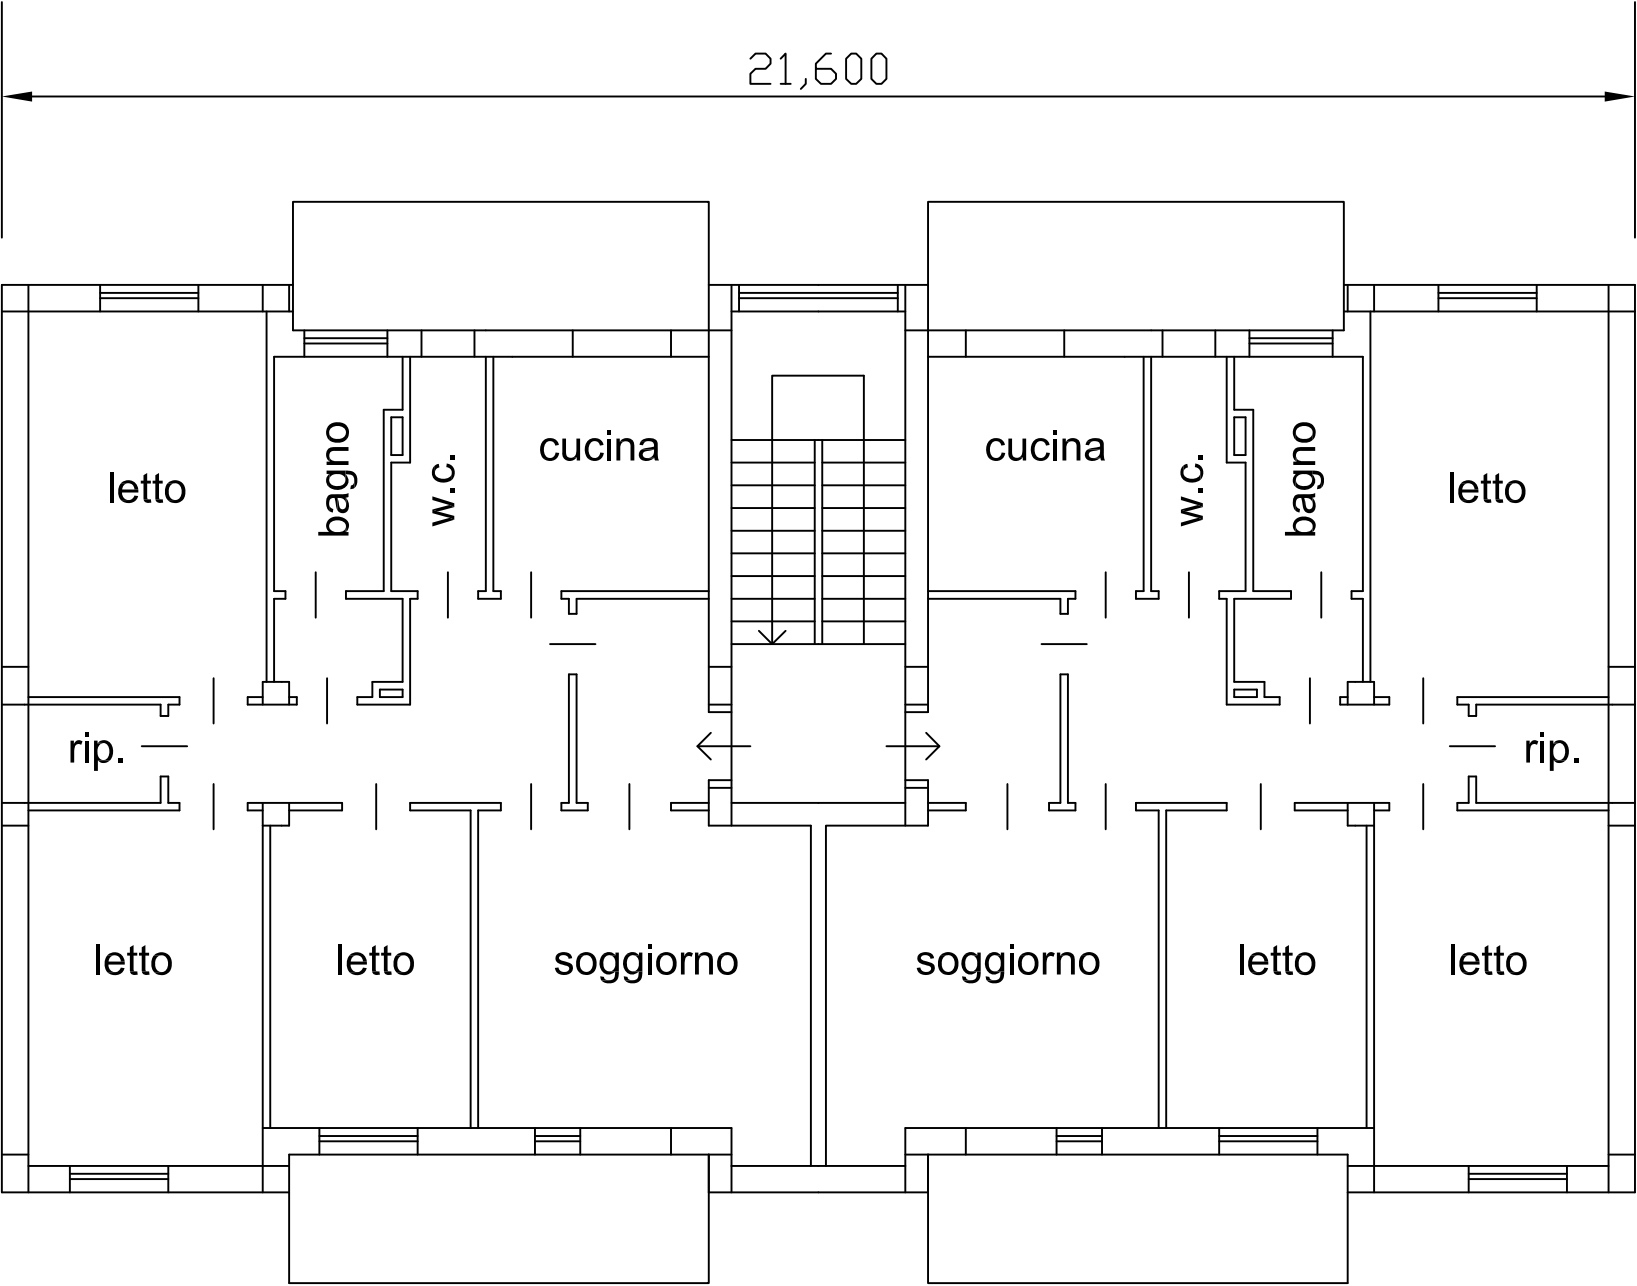 21,600
cucina
cucina
bagno
w.c.
w.c.
bagno
letto
letto
rip.
rip.
letto
letto
soggiorno
soggiorno
letto
letto